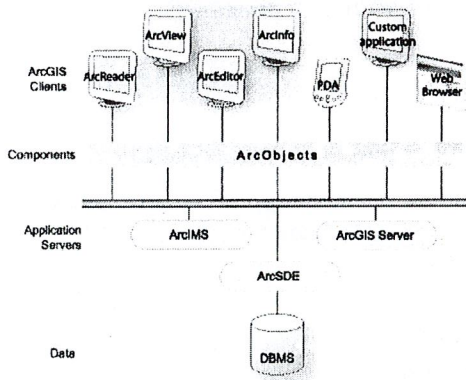 ArcGIS
Clients
ArcReader
ArcView
ArcEditor
ArcInfo
PDA
Custom
application
Web
Browser
Components
ArcObjects
Application
Servers
ArcIMS
ArcGIS Server
ArcSDE
Data
DBMS